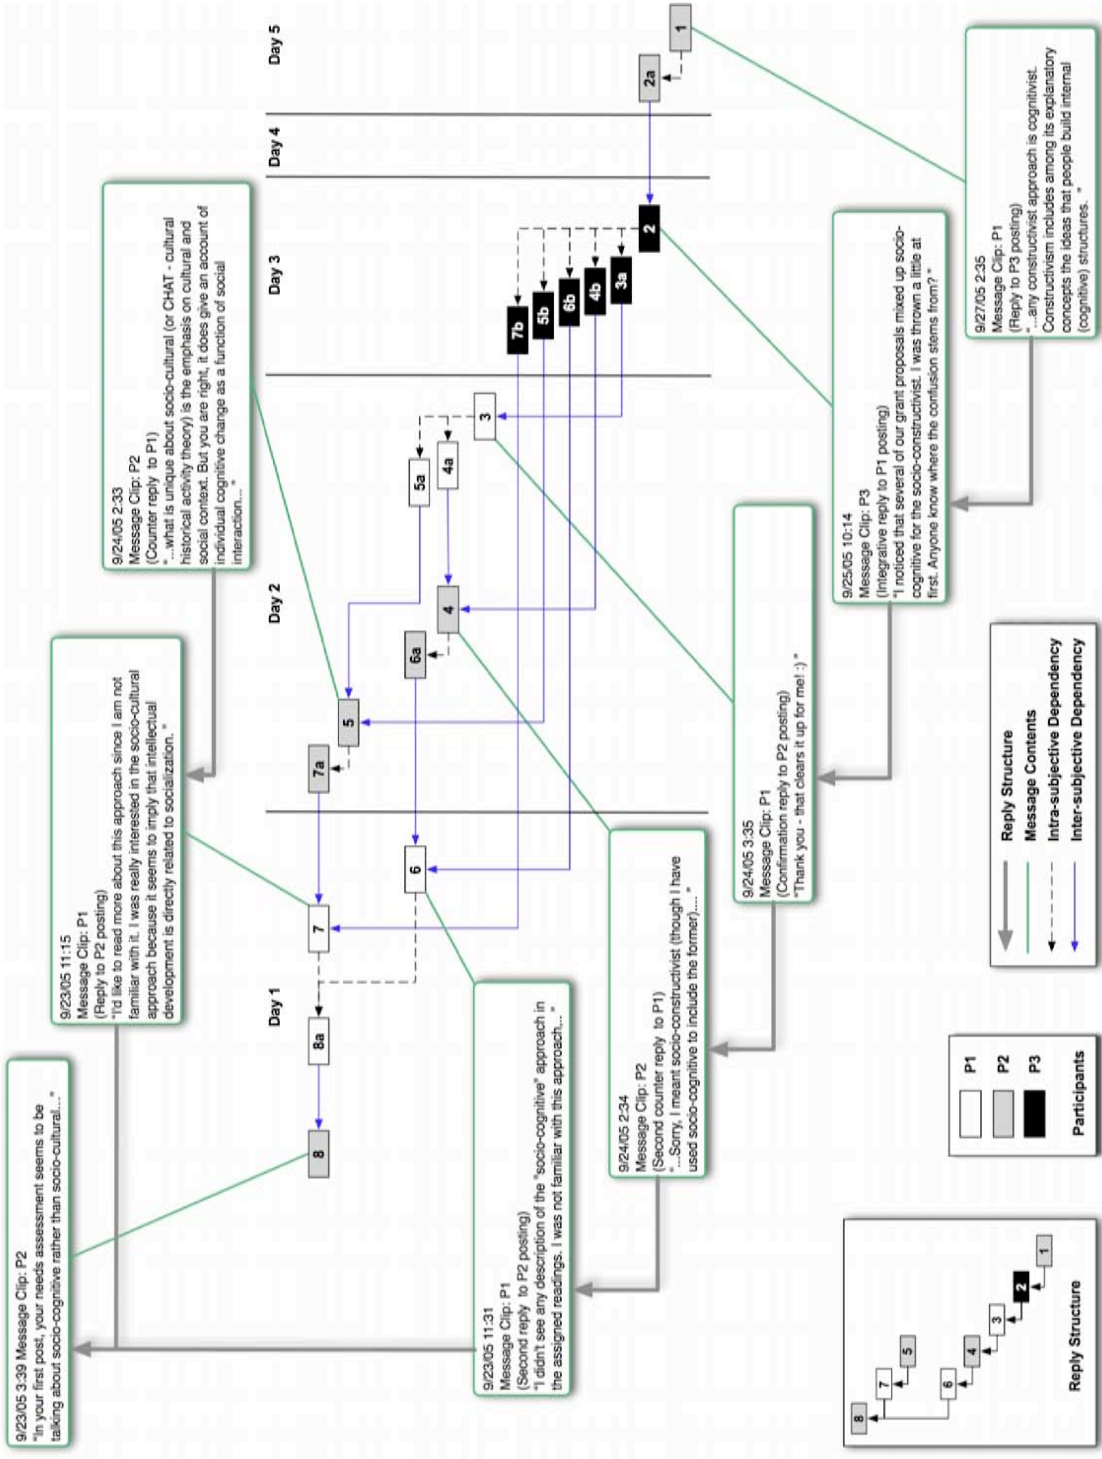 9/23/05 3:39 Message Clip: P2
"In your first post, your needs assessment seems to be
talking about socio-cognitive rather than socio-cultural..."
9/23/05 11:15
Message Clip: P1
(Reply to P2 posting)
"I'd like to read more about this approach since I am not
familiar with it. I was really interested in the socio-cultural
approach because it seems to imply that intellectual
development is directly related to socialization. "
9/24/05 2:33
Message Clip: P2
(Counter reply to P1)
"...what is unique about socio-cultural (or CHAT - cultural
historical activity theory) is the emphasis on cultural and
social context. But you are right, it does give an account of
individual cognitive change as a function of social
interaction..."
Day 1
Day 2
Day 3
Day 4
Day 5
8
8a
7
7a
5
6
6a
4
5a
4a
3
7b
5b
6b
4b
3a
2
2a
1
9/23/05 11:31
Message Clip: P1
(Second reply to P2 posting)
"I didn't see any description of the "socio-cognitive" approach in
the assigned readings. I was not familiar with this approach,.."
9/24/05 2:34
Message Clip: P2
(Second counter reply to P1)
"...Sorry, I meant socio-constructivist (though I have
used socio-cognitive to include the former)...."
9/24/05 3:35
Message Clip: P1
(Confirmation reply to P2 posting)
"Thank you - that clears it up for me! :) "
9/25/05 10:14
Message Clip: P3
(Integrative reply to P1 posting)
"I noticed that several of our grant proposals mixed up socio-
cognitive for the socio-constructivist. I was thrown a little at
first. Anyone know where the confusion stems from? "
9/27/05 2:35
Message Clip: P1
(Reply to P3 posting)
"...any constructivist approach is cognitivist.
Constructivism includes among its explanatory
concepts the ideas that people build internal
(cognitive) structures. "
8
7
5
6
4
3
2
1
Reply Structure
P1
P2
P3
Participants
Reply Structure
Message Contents
Intra-subjective Dependency
Inter-subjective Dependency